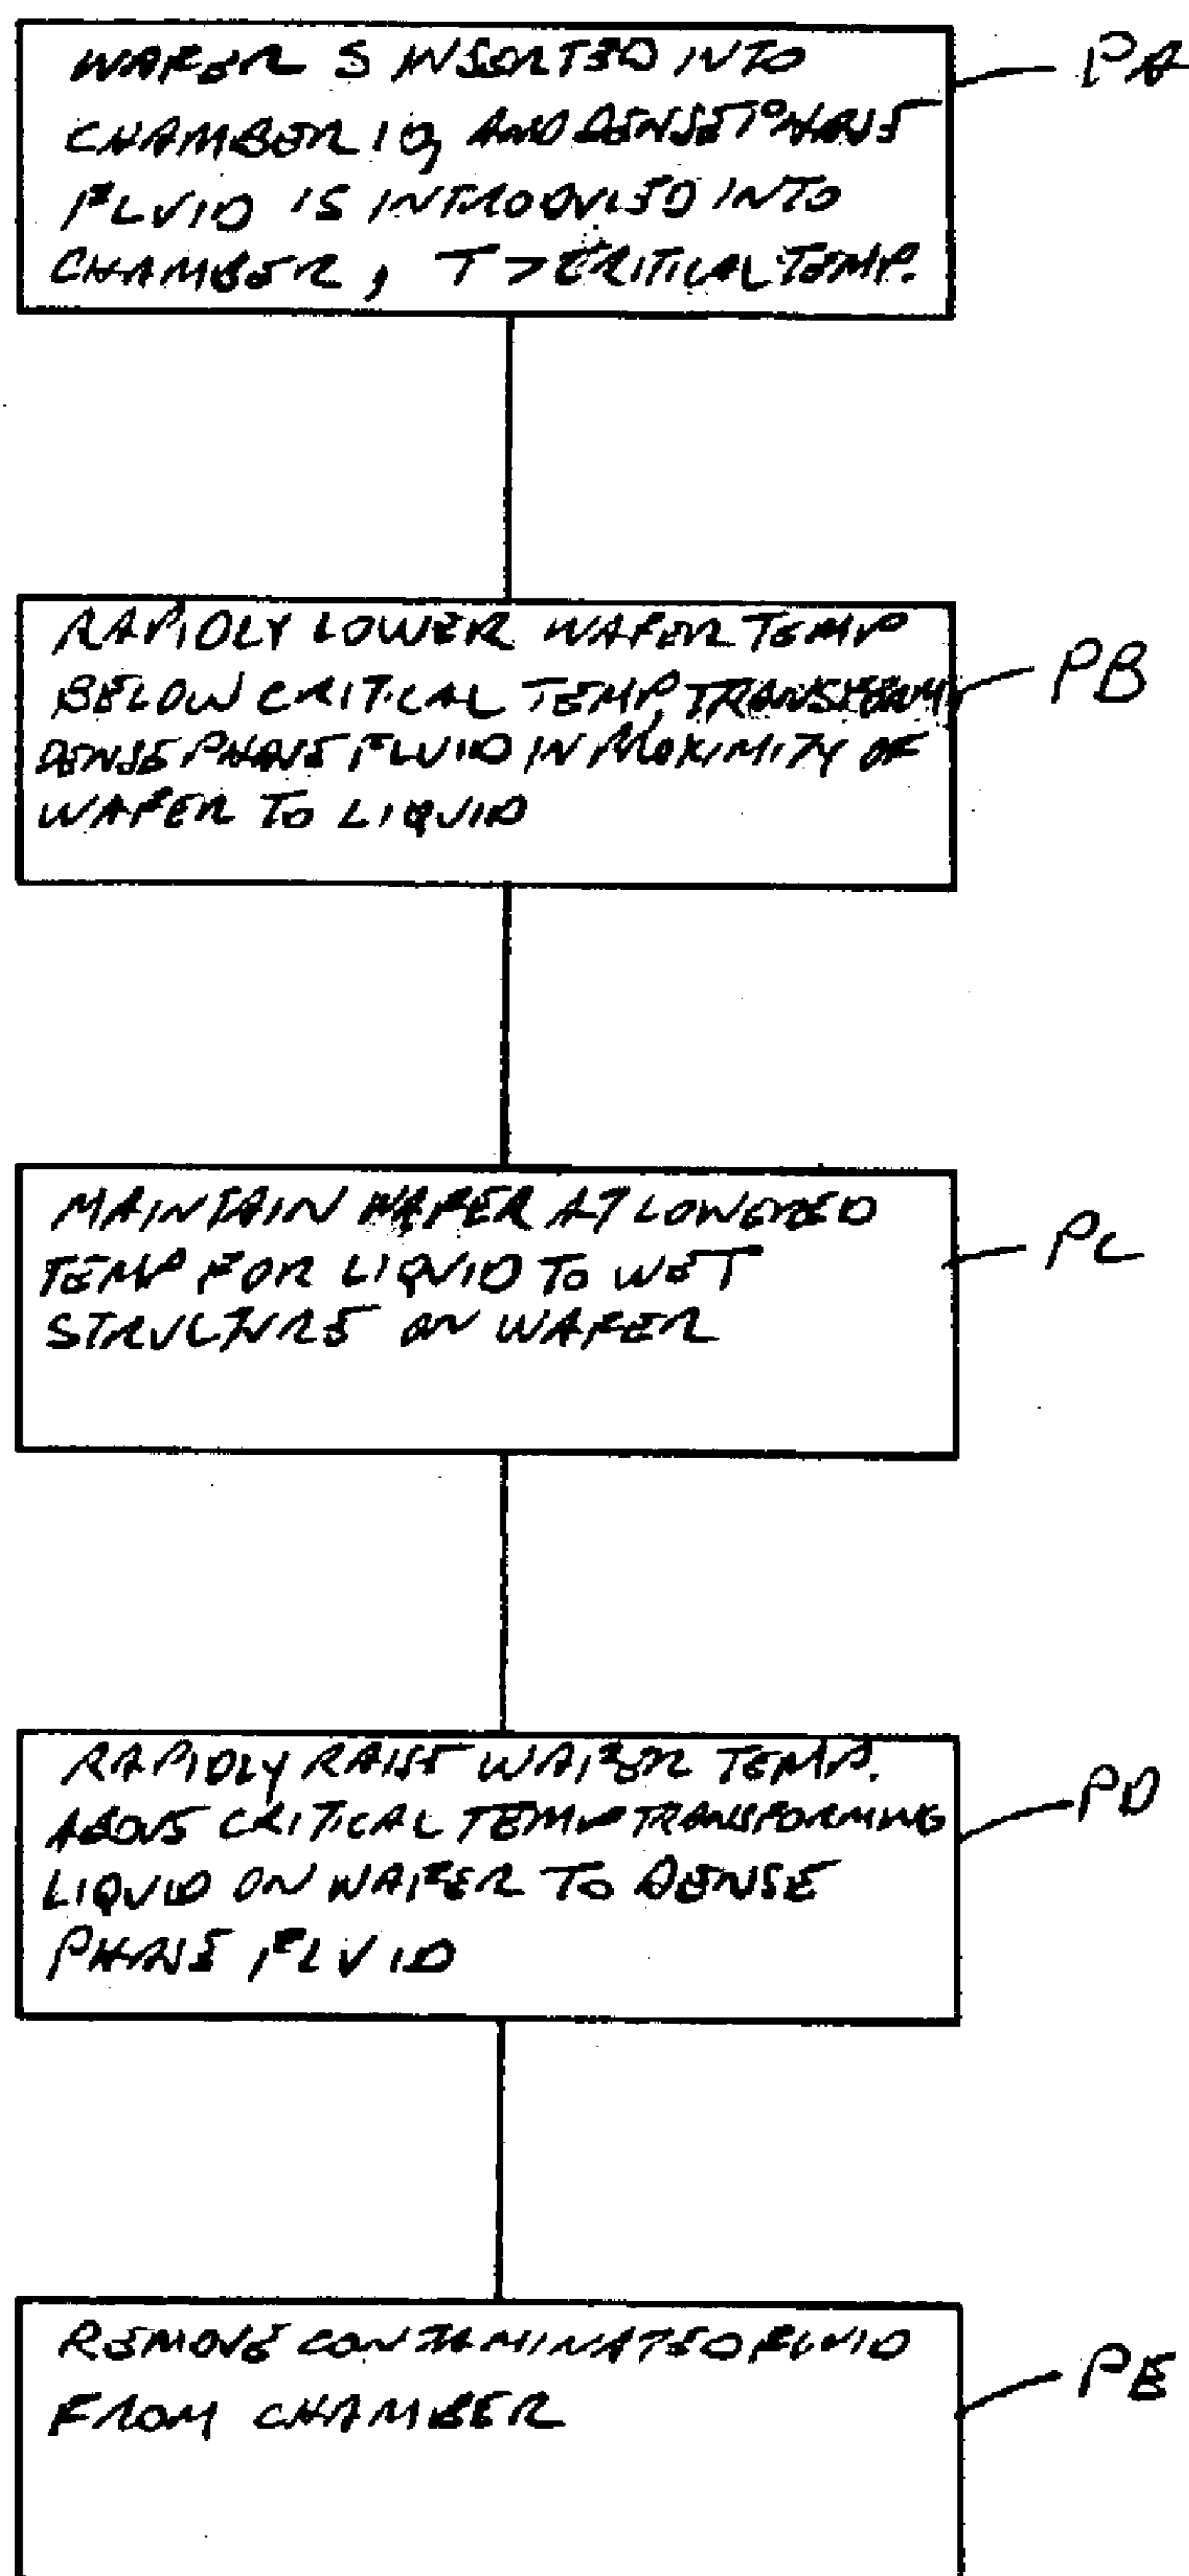 WAFER S INSERTED INTO
CHAMBER 10, AND DENSE PHASE
FLUID IS INTRODUCED INTO
CHAMBER, T > CRITICAL TEMP.
PA
RAPIDLY LOWER WAFER TEMP
BELOW CRITICAL TEMP, TRANSFORM
DENSE PHASE FLUID IN PROXIMITY OF
WAFER TO LIQUID
PB
MAINTAIN WAFER AT LOWERED
TEMP FOR LIQUID TO WET
STRUCTURE ON WAFER
PC
RAPIDLY RAISE WAFER TEMP.
ABOVE CRITICAL TEMP TRANSFORMING
LIQUID ON WAFER TO DENSE
PHASE FLUID
PD
REMOVE CONTAMINATED FLUID
FROM CHAMBER
PE